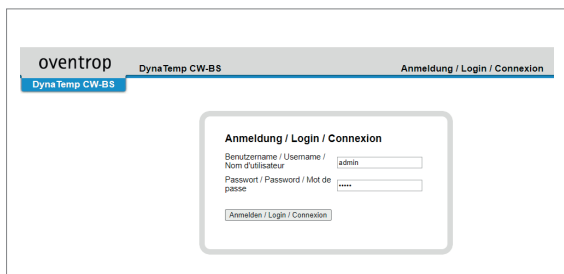 oventrop
DynaTemp CW-BS
Anmeldung / Login / Connexion
DynaTemp CW-BS
Anmeldung / Login / Connexion
Benutzername / Username /
Nom d'utilisateur
admin
Passwort / Password / Mot de
passe
•••••
Anmelden / Login / Connexion